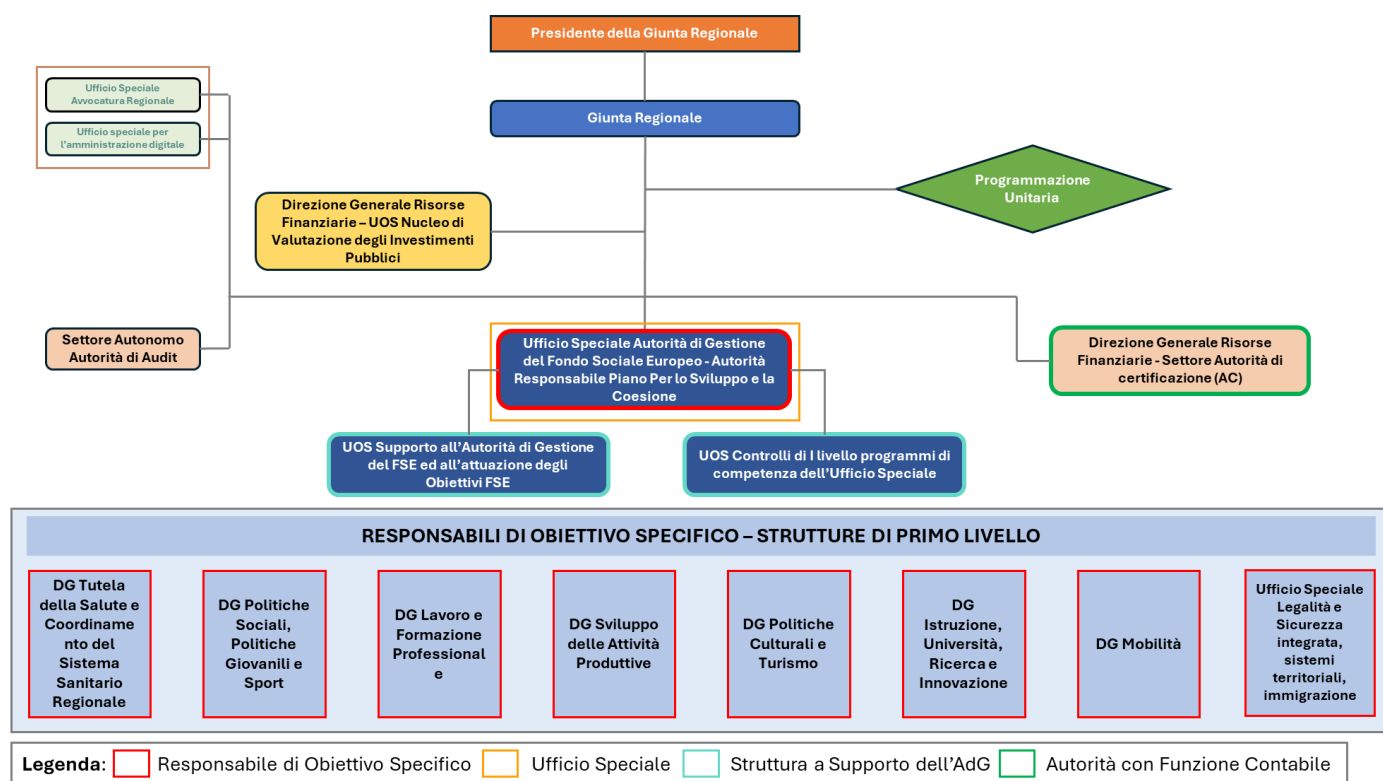 Presidente della Giunta Regionale
Ufficio Speciale
Avvocatura Regionale
Ufficio speciale per
l'amministrazione digitale
Giunta Regionale
Programmazione
Unitaria
Direzione Generale Risorse
Finanziarie – UOS Nucleo di
Valutazione degli Investimenti
Pubblici
Settore Autonomo
Autorità di Audit
Ufficio Speciale Autorità di Gestione
del Fondo Sociale Europeo - Autorità
Responsabile Piano Per lo Sviluppo e la
Coesione
Direzione Generale Risorse
Finanziarie - Settore Autorità di
certificazione (AC)
UOS Supporto all'Autorità di Gestione
del FSE ed all'attuazione degli
Obiettivi FSE
UOS Controlli di I livello programmi di
competenza dell'Ufficio Speciale
RESPONSABILI DI OBIETTIVO SPECIFICO – STRUTTURE DI PRIMO LIVELLO
DG Tutela
della Salute e
Coordiname
nto del
Sistema
Sanitario
Regionale
DG Politiche
Sociali,
Politiche
Giovanili e
Sport
DG Lavoro e
Formazione
Professional
e
DG Sviluppo
delle Attività
Produttive
DG Politiche
Culturali e
Turismo
DG
Istruzione,
Università,
Ricerca e
Innovazione
DG Mobilità
Ufficio Speciale
Legalità e
Sicurezza
integrata,
sistemi
territoriali,
immigrazione
Legenda: Responsabile di Obiettivo Specifico Ufficio Speciale Struttura a Supporto dell'AdG Autorità con Funzione Contabile